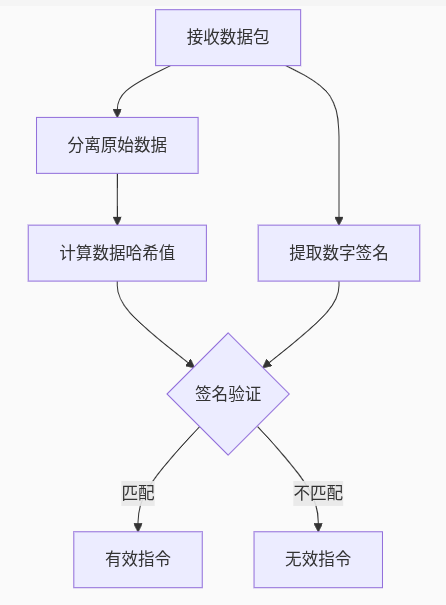 接收数据包
分离原始数据
计算数据哈希值
提取数字签名
签名验证
匹配
不匹配
有效指令
无效指令